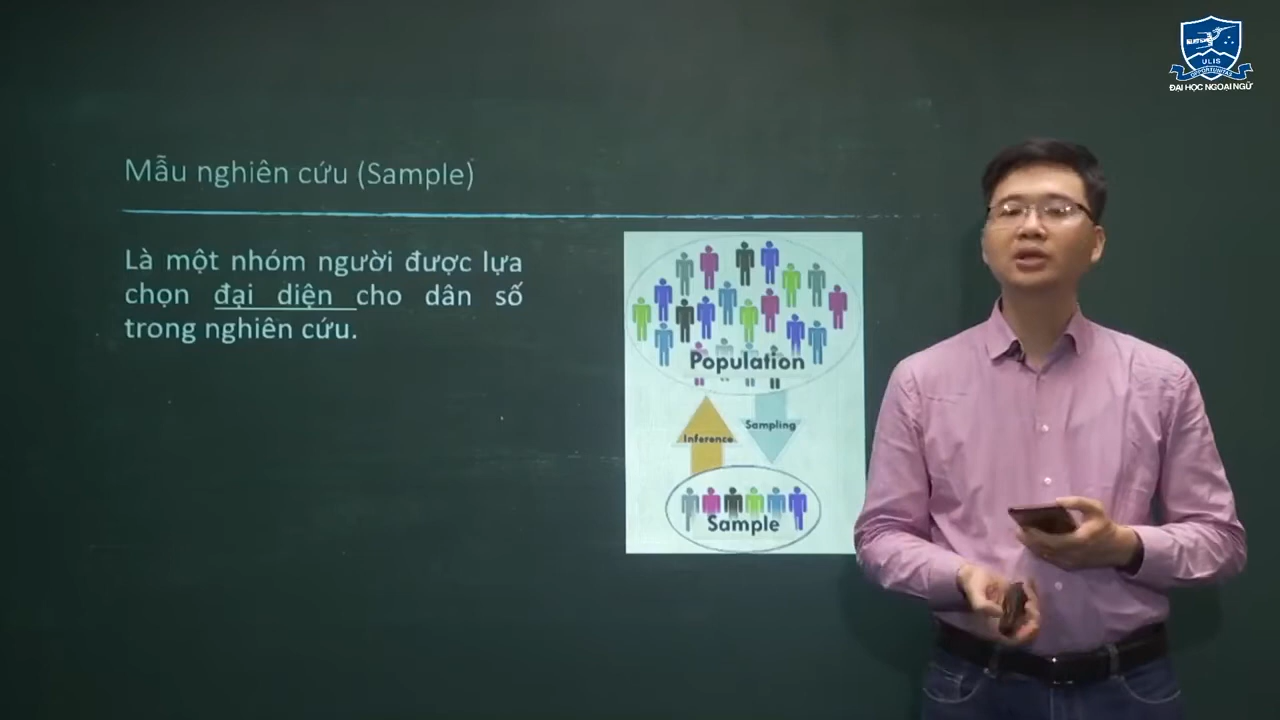 ULIS
ĐẠI HỌC NGOẠI NGỮ
Mẫu nghiên cứu (Sample)
Là một nhóm người được lựa
chọn đại diện cho dân số
trong nghiên cứu.
Population
Inference
Sampling
Sample